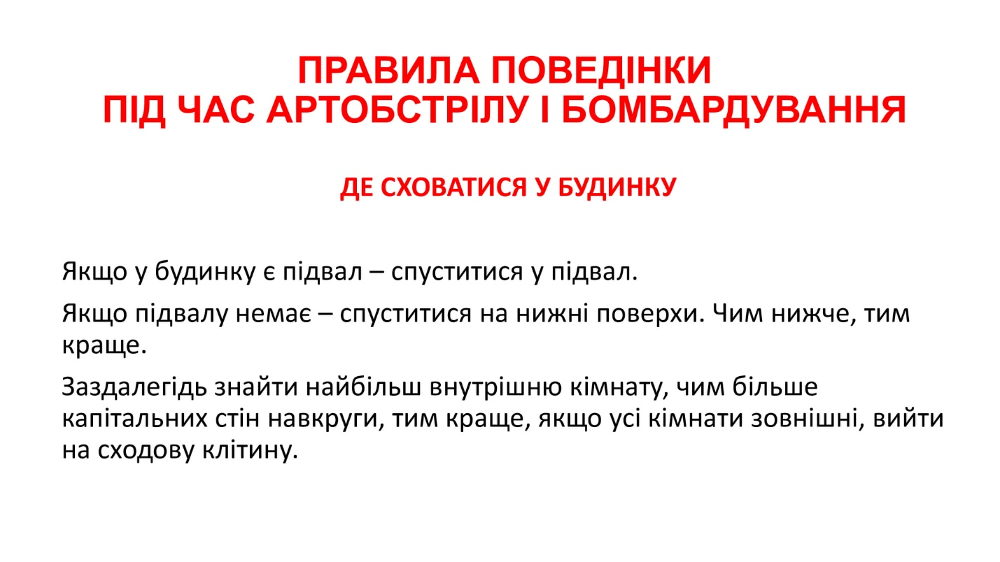 ПРАВИЛА ПОВЕДІНКИ
ПІД ЧАС АРТОБСТРІЛУ І БОМБАРДУВАННЯ
ДЕ СХОВАТИСЯ У БУДИНКУ
Якщо у будинку є підвал – спуститися у підвал.
Якщо підвалу немає – спуститися на нижні поверхи. Чим нижче, тим
краще.
Заздалегідь знайти найбільш внутрішню кімнату, чим більше
капітальних стін навкруги, тим краще, якщо усі кімнати зовнішні, вийти
на сходову клітину.